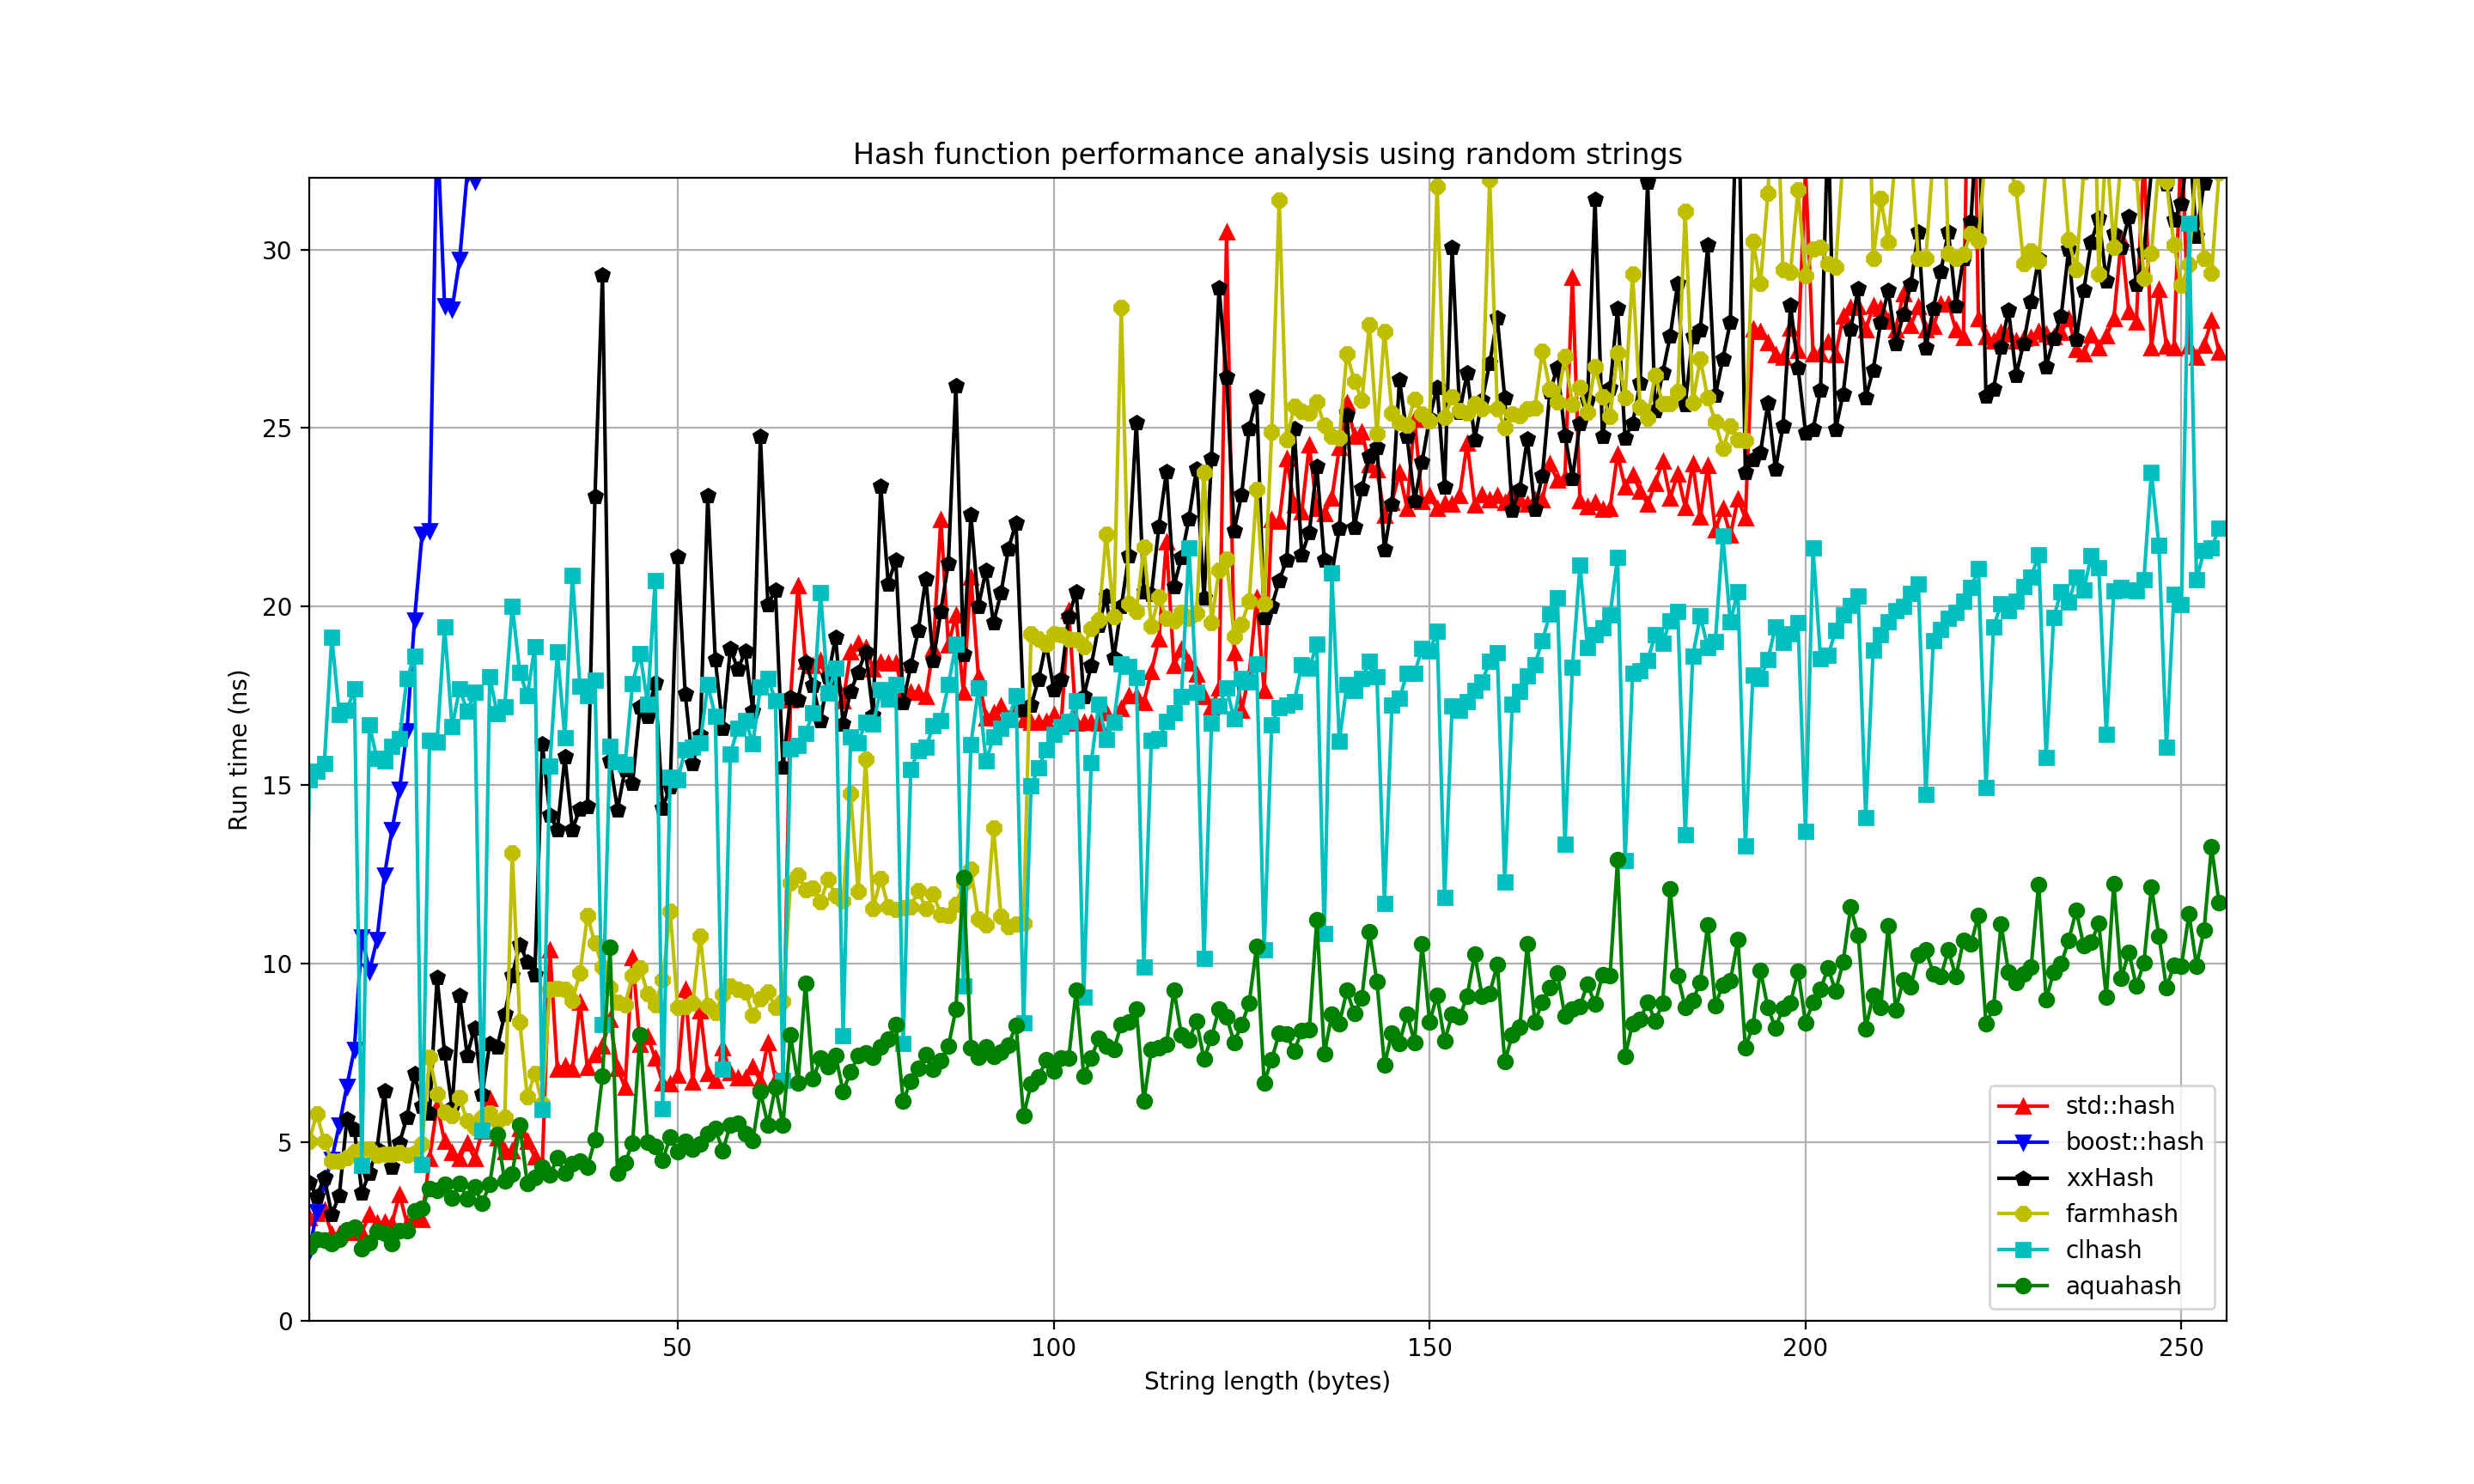 Hash function performance analysis using random strings
30
25
20
15
10
5
0
Run time (ns)
50
100
150
200
250
String length (bytes)
std::hash
boost::hash
xxHash
farmhash
clhash
aquahash